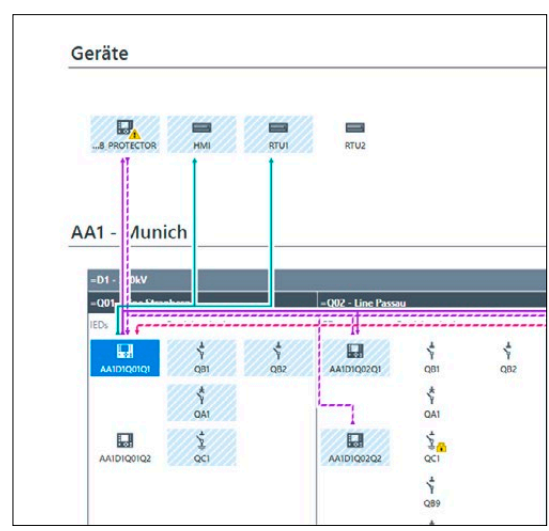 Geräte
...8_PROTECTOR
HMI
RTU1
RTU2
AA1 - Munich
=D1 -
kV
=Q01
=Q02 - Line Passau
IEDs
AA1D1Q01Q1
QB1
QB2
AA1D1Q02Q1
QB1
QB2
QA1
QA1
AA1D1Q01Q2
QC1
AA1D1Q02Q2
QC1
QB9